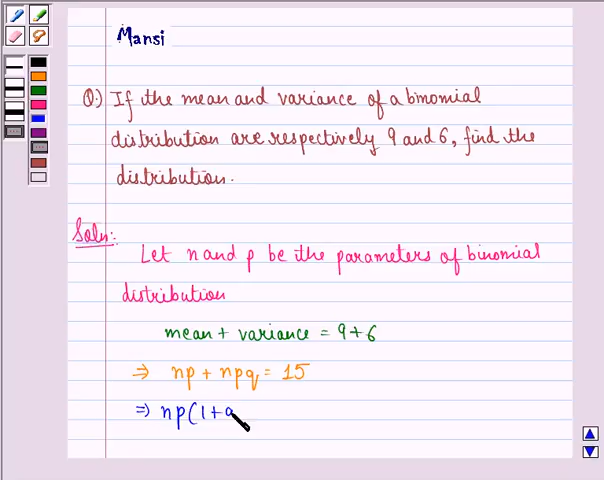 Mansi
Q.) If the mean and variance of a binomial
distribution are respectively 9 and 6, find the
distribution.
Soln:
Let n and p be the parameters of binomial
distribution
mean + variance = 9+6
⇒ np + npq = 15
⇒ np(1+